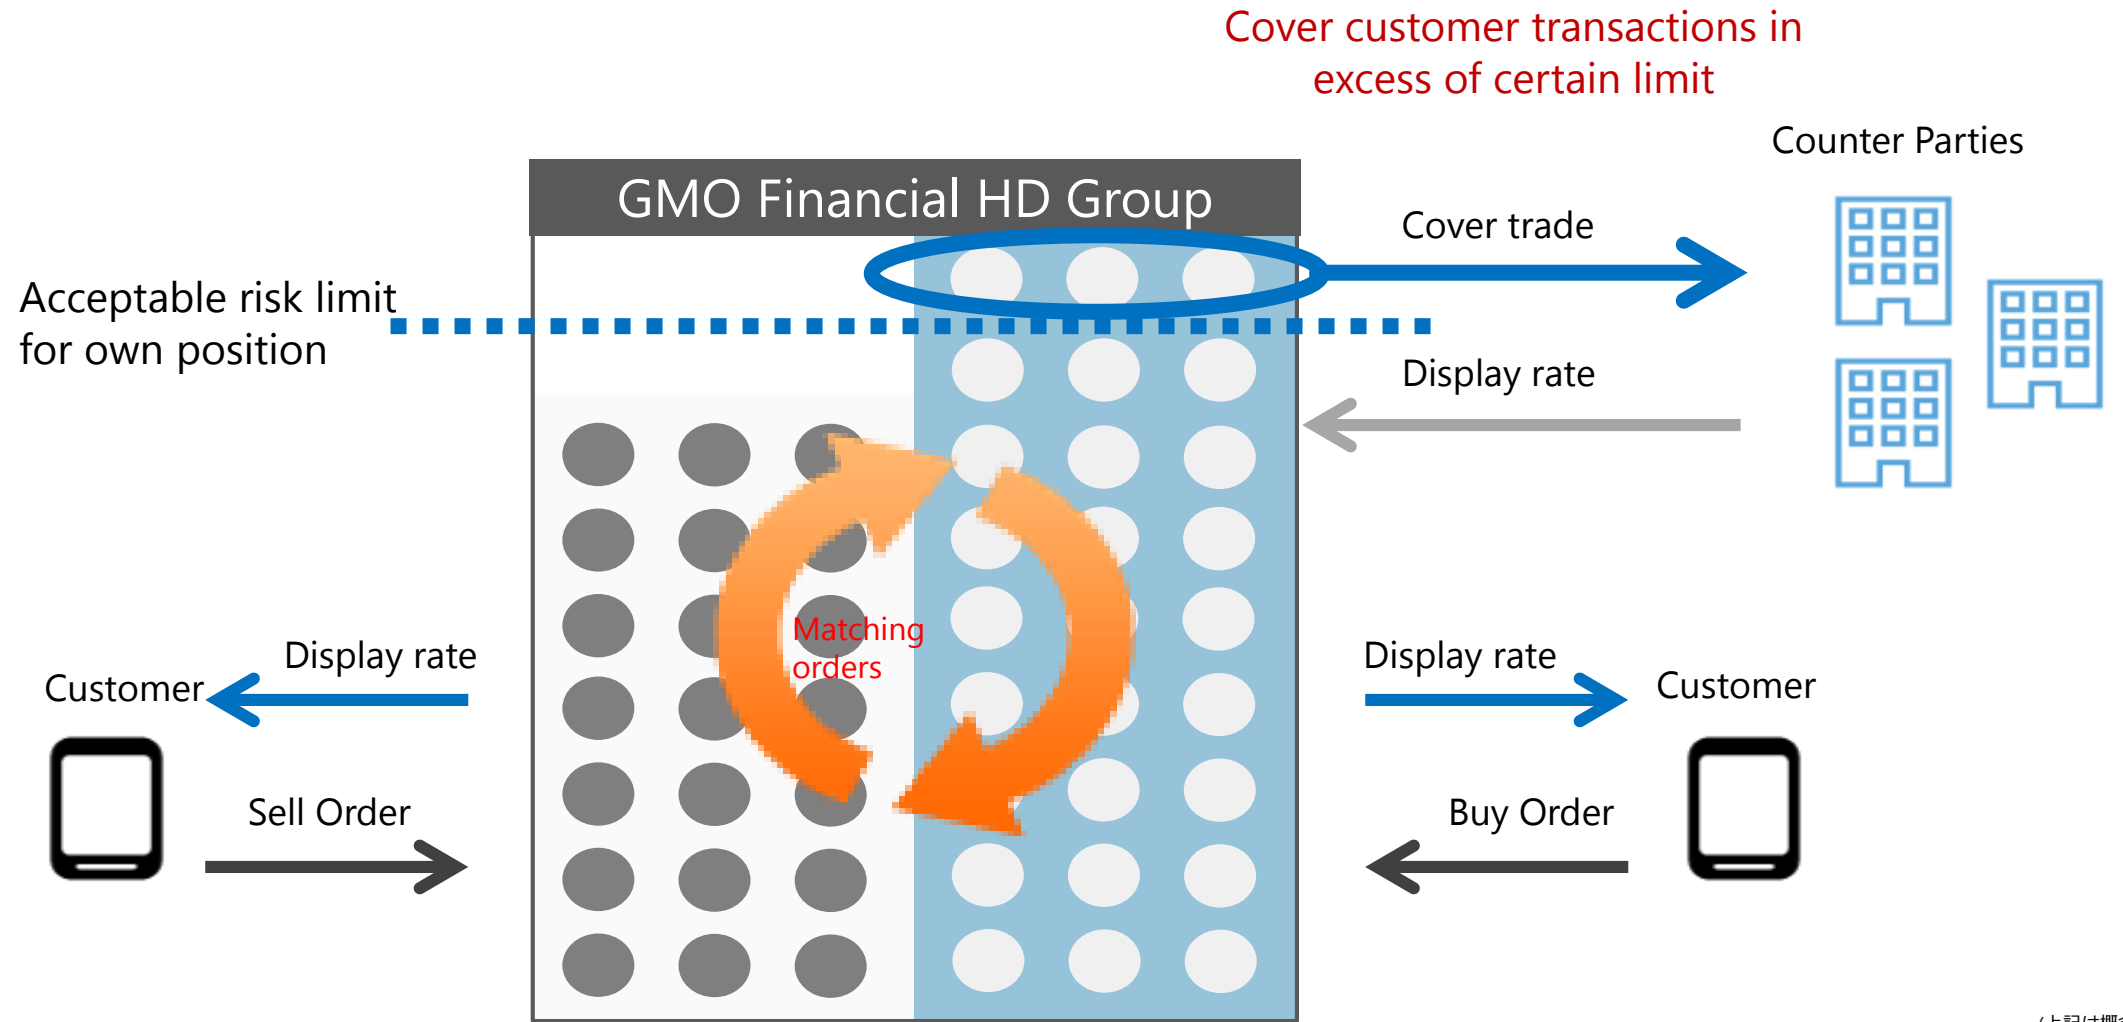 Cover customer transactions in
excess of certain limit
Counter Parties
GMO Financial HD Group
Cover trade
Acceptable risk limit
for own position
Display rate
Matching
orders
Display rate
Customer
Display rate
Customer
Sell Order
Buy Order